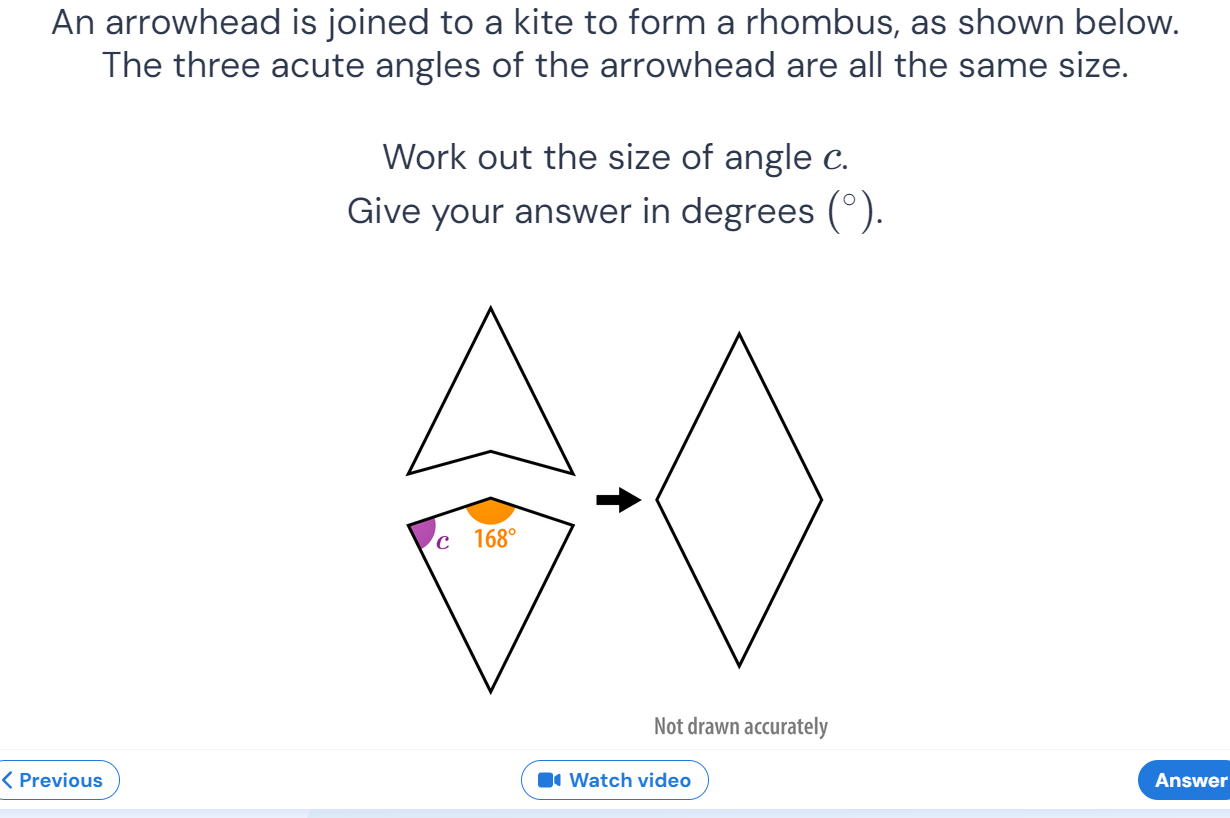 An arrowhead is joined to a kite to form a rhombus, as shown below.
The three acute angles of the arrowhead are all the same size.
Work out the size of angle c.
Give your answer in degrees (°).
c
168°
Not drawn accurately
Previous
Watch video
Answer